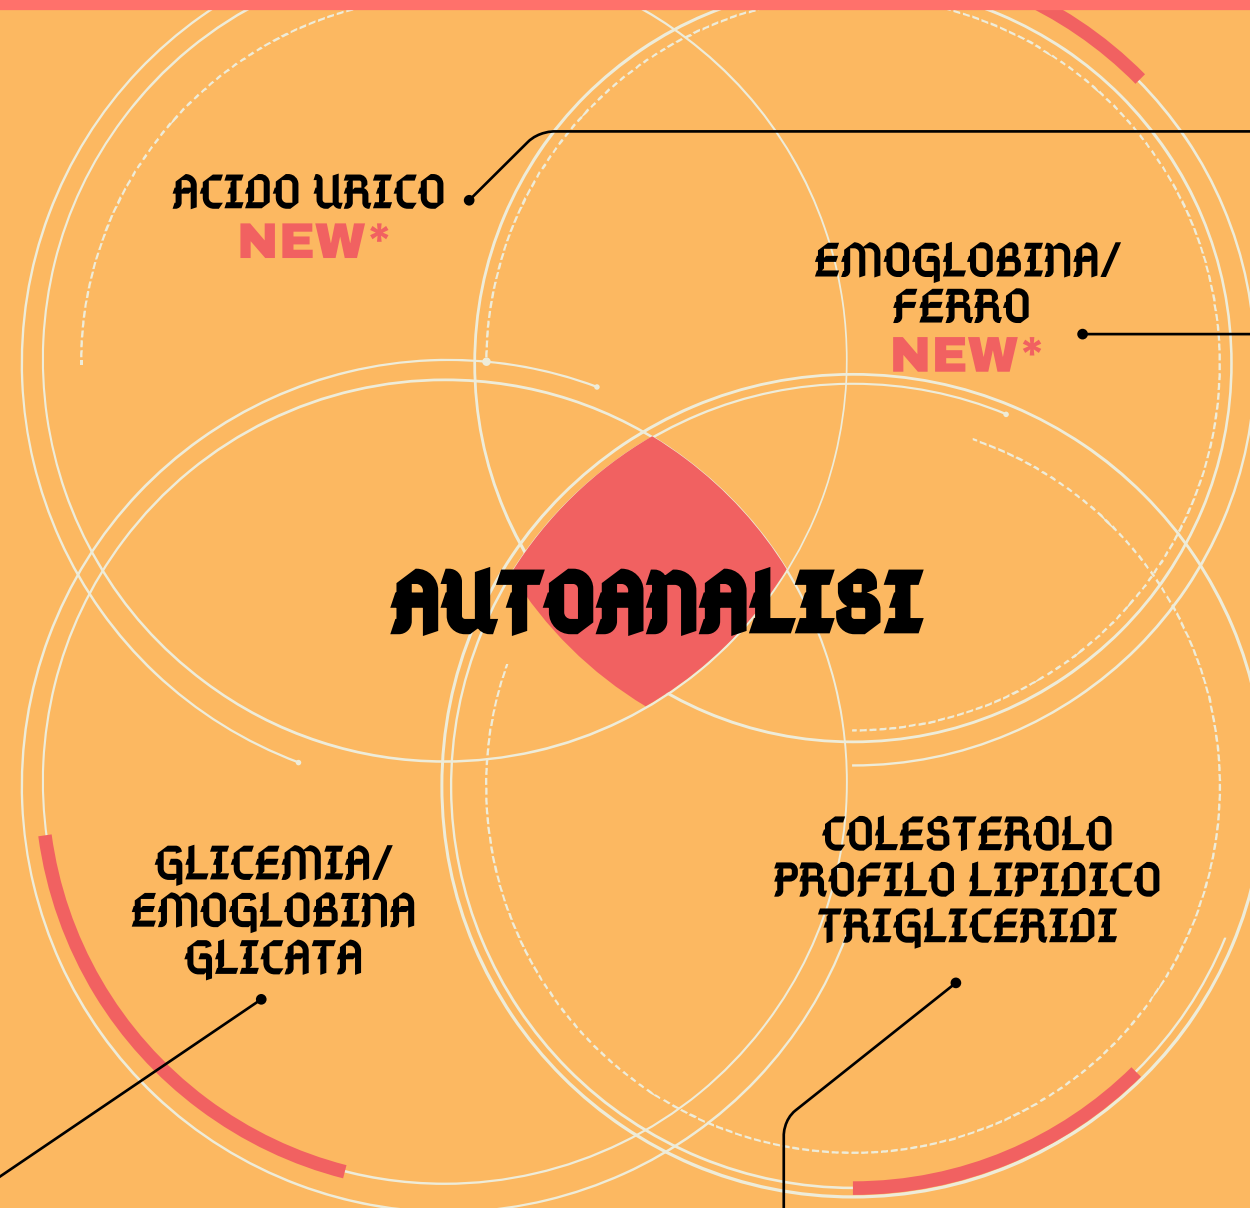 ACIDO URICO
NEW*
EMOGLOBINA/
FERRO
NEW*
AUTOANALISI
GLICEMIA/
EMOGLOBINA
GLICATA
COLESTEROLO
PROFILO LIPIDICO
TRIGLICERIDI